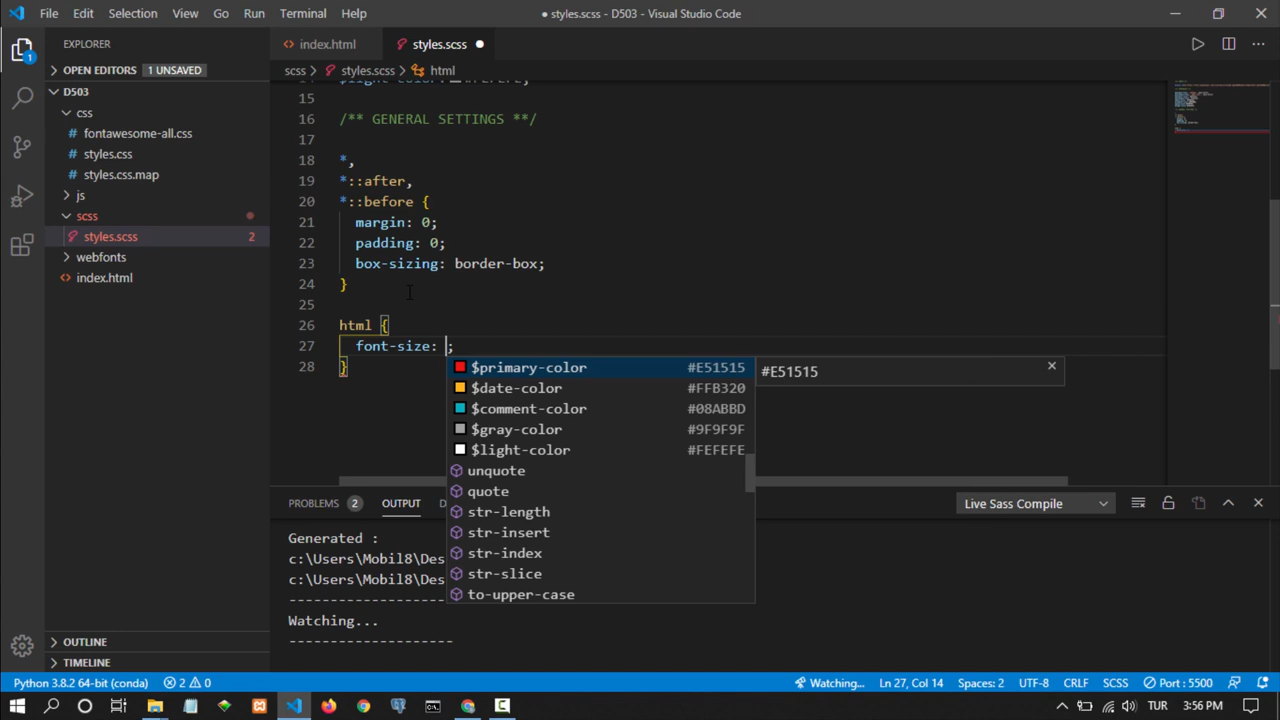 File Edit Selection View Go Run Terminal Help
● styles.scss - D503 - Visual Studio Code
EXPLORER
index.html
styles.scss
OPEN EDITORS 1 UNSAVED
scss > styles.scss > html
D503
css
fontawesome-all.css
styles.css
styles.css.map
js
scss
styles.scss 2
webfonts
index.html
OUTLINE
TIMELINE
15
16 /** GENERAL SETTINGS **/
17
18 *,
19 *::after,
20 *::before {
21 margin: 0;
22 padding: 0;
23 box-sizing: border-box;
24 }
25
26 html {
27 font-size: ;
28 }
$primary-color #E51515
#E51515
$date-color #FFB320
$comment-color #08ABBD
$gray-color #9F9F9F
$light-color #FEFEFE
unquote
quote
str-length
str-insert
str-index
str-slice
to-upper-case
PROBLEMS 2 OUTPUT D
Live Sass Compile
Generated :
c:\Users\Mobil8\Des
c:\Users\Mobil8\Des
--------------------
Watching...
--------------------
1
Python 3.8.2 64-bit (conda) 2 0
Watching... Ln 27, Col 14 Spaces: 2 UTF-8 CRLF SCSS Port : 5500
TUR 3:56 PM